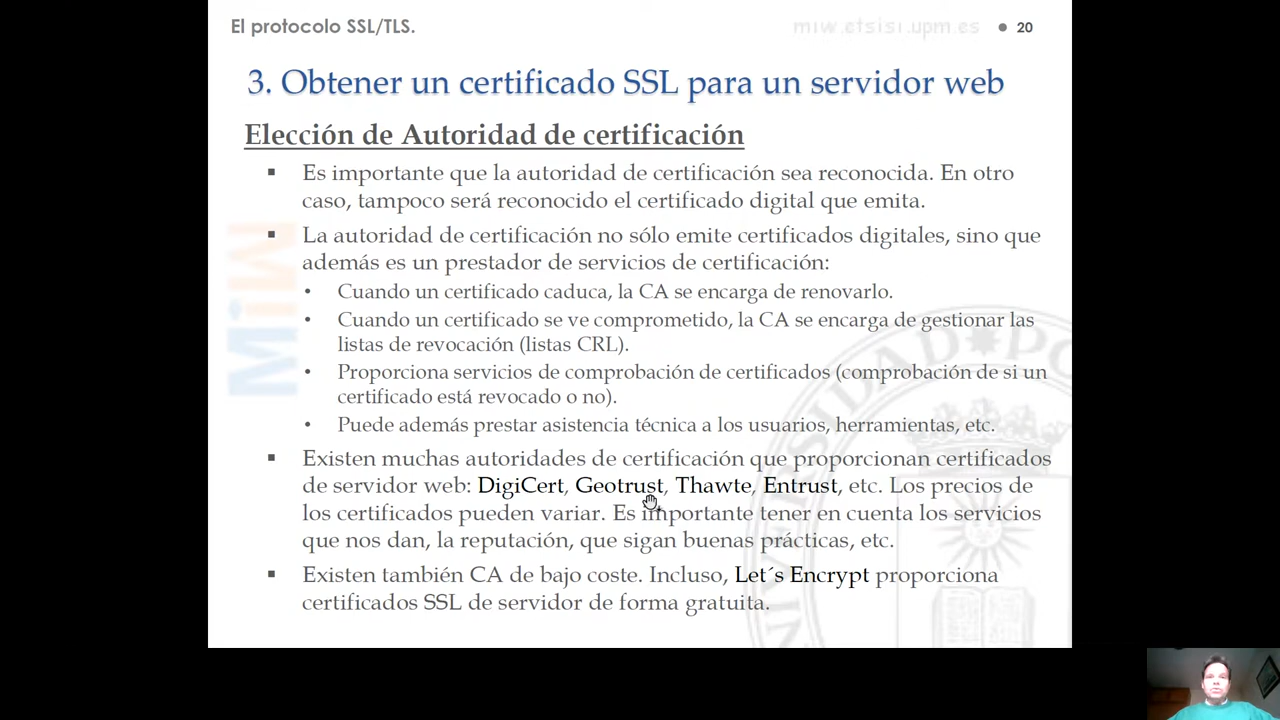 El protocolo SSL/TLS.
miw.etsisi.upm.es
20
3. Obtener un certificado SSL para un servidor web
Elección de Autoridad de certificación
▪ Es importante que la autoridad de certificación sea reconocida. En otro
caso, tampoco será reconocido el certificado digital que emita.
▪ La autoridad de certificación no sólo emite certificados digitales, sino que
además es un prestador de servicios de certificación:
• Cuando un certificado caduca, la CA se encarga de renovarlo.
• Cuando un certificado se ve comprometido, la CA se encarga de gestionar las
listas de revocación (listas CRL).
• Proporciona servicios de comprobación de certificados (comprobación de si un
certificado está revocado o no).
• Puede además prestar asistencia técnica a los usuarios, herramientas, etc.
▪ Existen muchas autoridades de certificación que proporcionan certificados
de servidor web: DigiCert, Geotrust, Thawte, Entrust, etc. Los precios de
los certificados pueden variar. Es importante tener en cuenta los servicios
que nos dan, la reputación, que sigan buenas prácticas, etc.
▪ Existen también CA de bajo coste. Incluso, Let´s Encrypt proporciona
certificados SSL de servidor de forma gratuita.
MiW